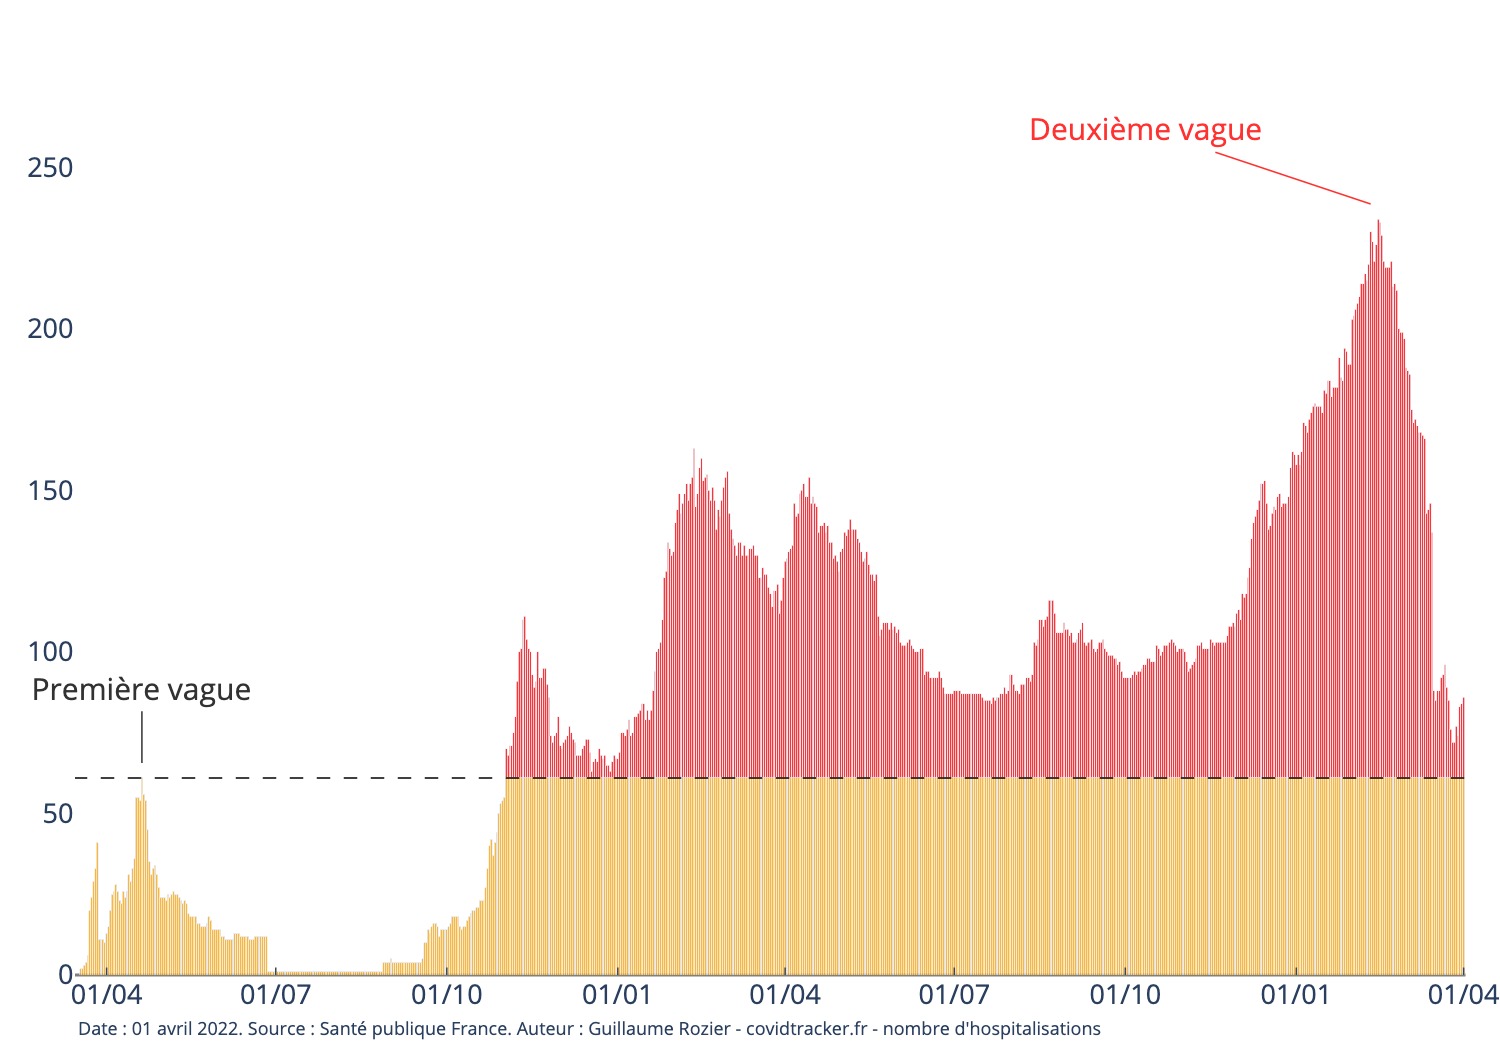 Deuxième vague
250
200
150
100
Première vague
50
0
01/04 01/07 01/10 01/01 01/04 01/07 01/10 01/01 01/04
Date : 01 avril 2022. Source : Santé publique France. Auteur : Guillaume Rozier - covidtracker.fr - nombre d'hospitalisations